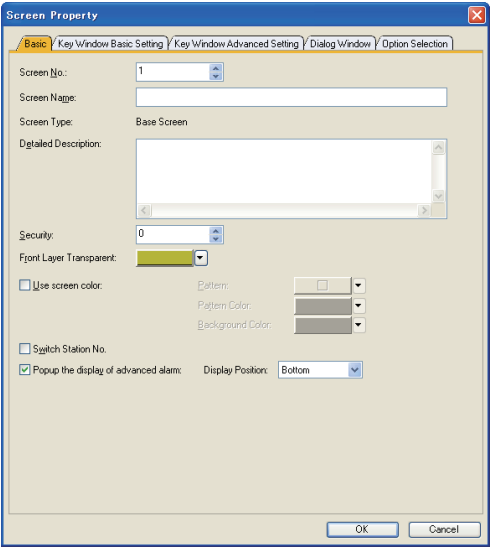 Screen Property
Basic Key Window Basic Setting Key Window Advanced Setting Dialog Window Option Selection
Screen No.: 1
Screen Name:
Screen Type: Base Screen
Detailed Description:
Security: 0
Front Layer Transparent:
Use screen color: Pattern:
Pattern Color:
Background Color:
Switch Station No.
Popup the display of advanced alarm: Display Position: Bottom
OK Cancel